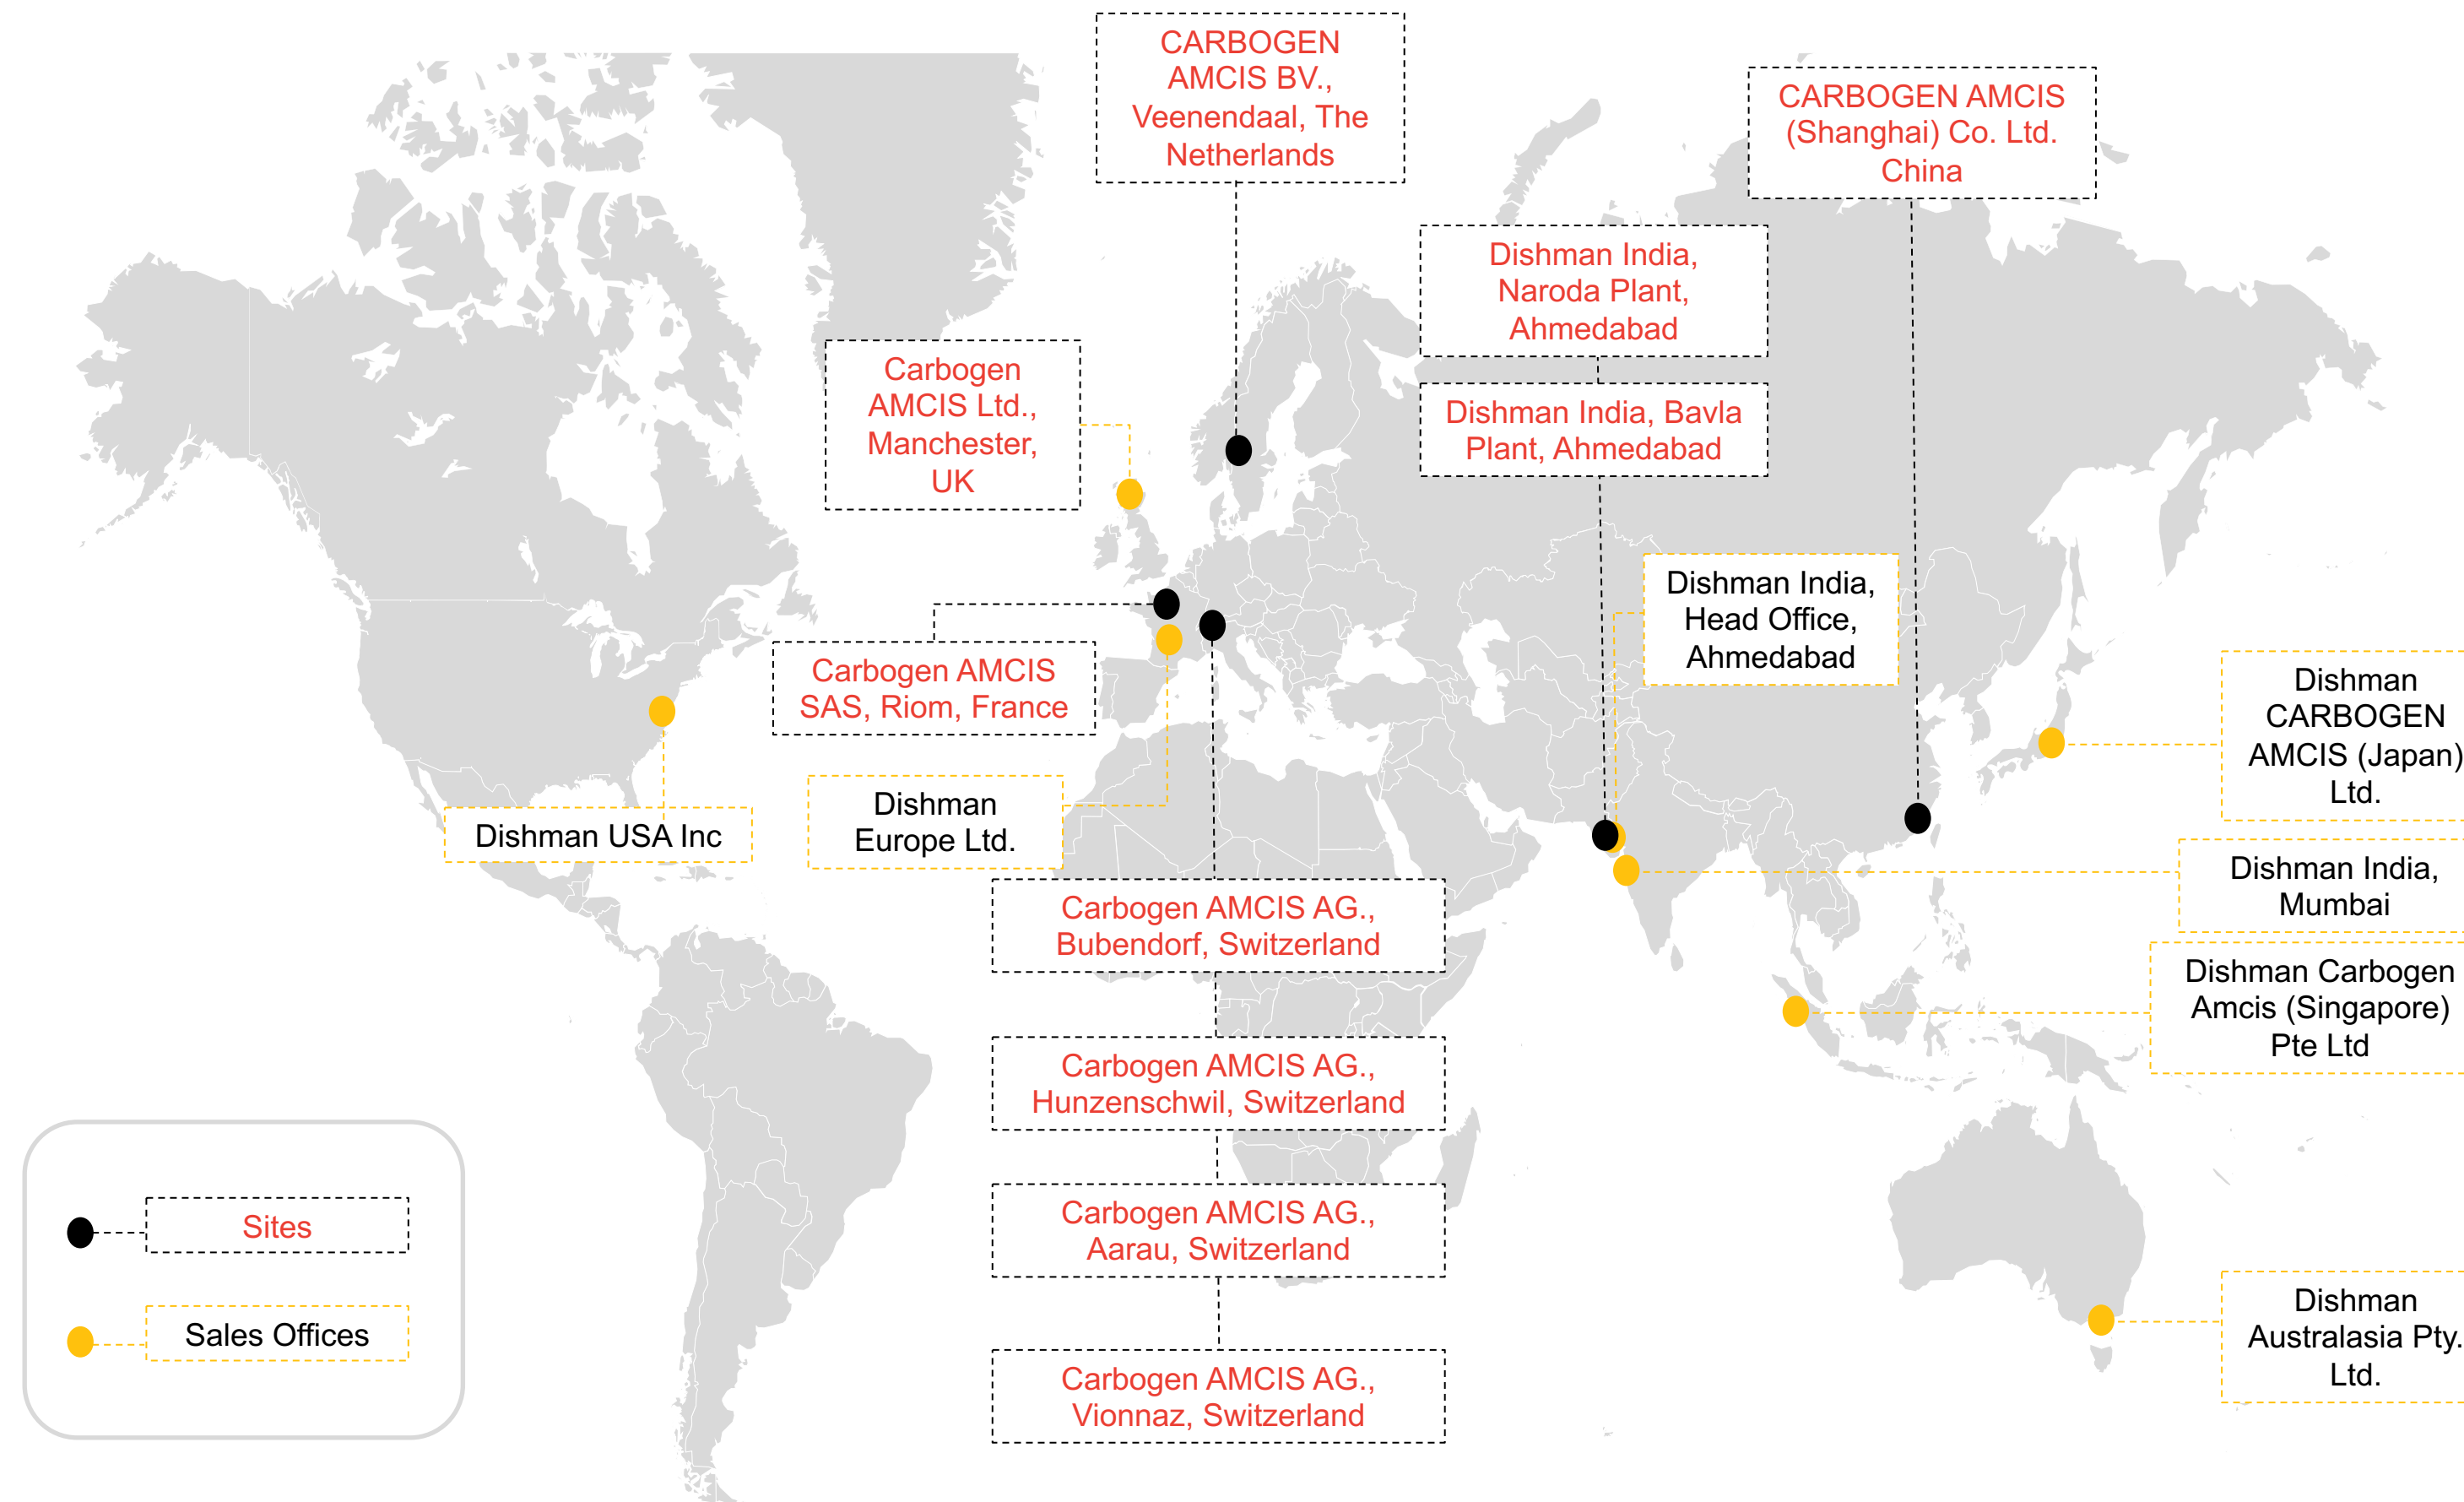 CARBOGEN
AMCIS BV.,
Veenendaal, The
Netherlands
CARBOGEN AMCIS
(Shanghai) Co. Ltd.
China
Dishman India,
Naroda Plant,
Ahmedabad
Carbogen
AMCIS Ltd.,
Manchester,
UK
Dishman India, Bavla
Plant, Ahmedabad
Dishman India,
Head Office,
Ahmedabad
Carbogen AMCIS
SAS, Riom, France
Dishman
CARBOGEN
AMCIS (Japan)
Ltd.
Dishman USA Inc
Dishman
Europe Ltd.
Dishman India,
Mumbai
Carbogen AMCIS AG.,
Bubendorf, Switzerland
Dishman Carbogen
Amcis (Singapore)
Pte Ltd
Carbogen AMCIS AG.,
Hunzenschwil, Switzerland
Carbogen AMCIS AG.,
Aarau, Switzerland
Sites
Sales Offices
Dishman
Australasia Pty.
Ltd.
Carbogen AMCIS AG.,
Vionnaz, Switzerland